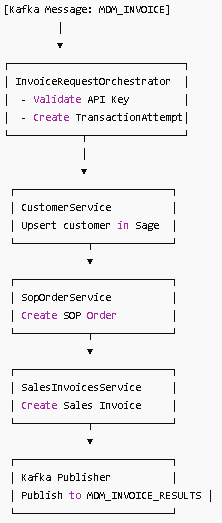 [Kafka Message: MDM_INVOICE]
InvoiceRequestOrchestrator
- Validate API Key
- Create TransactionAttempt
CustomerService
Upsert customer in Sage
SopOrderService
Create SOP Order
SalesInvoicesService
Create Sales Invoice
Kafka Publisher
Publish to MDM_INVOICE_RESULTS